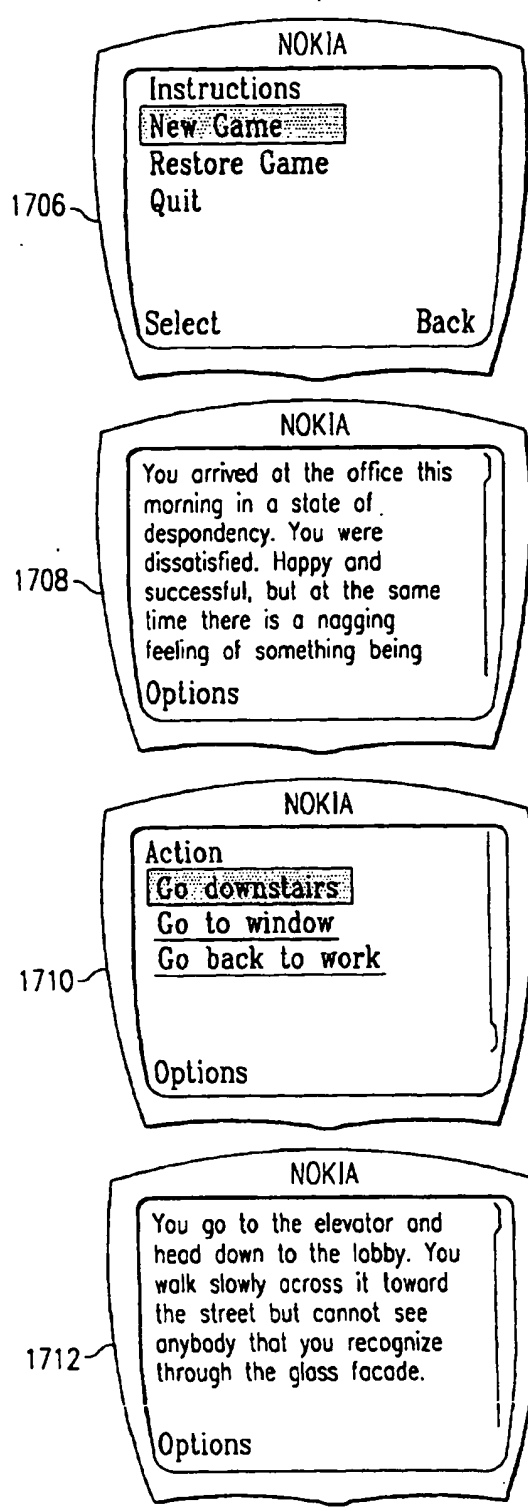 NOKIA
Instructions
New Game
Restore Game
Quit
1706
Select Back
NOKIA
You arrived at the office this
morning in a state of
despondency. You were
dissatisfied. Happy and
successful, but at the same
time there is a nagging
feeling of something being
1708
Options
NOKIA
Action
Go downstairs
Go to window
Go back to work
1710
Options
NOKIA
You go to the elevator and
head down to the lobby. You
walk slowly across it toward
the street but cannot see
anybody that you recognize
through the glass facade.
1712
Options